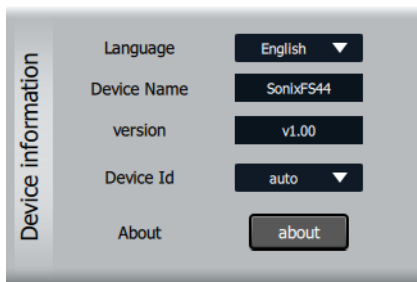 Device information
Language English
Device Name SonixFS44
version v1.00
Device Id auto
About about